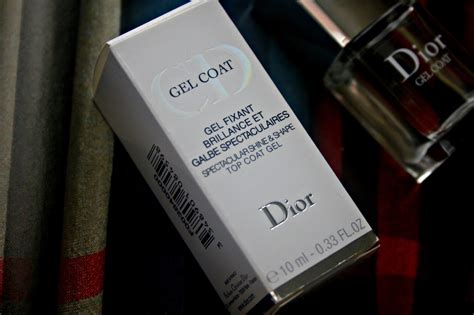 GEL COAT
GEL FIXANT
BRILLANCE ET
GALBE SPECTACULAIRES
SPECTACULAR SHINE & SHAPE
TOP COAT GEL
Dior
e 10 ml - 0.33 FL.OZ
Dior
GEL COAT